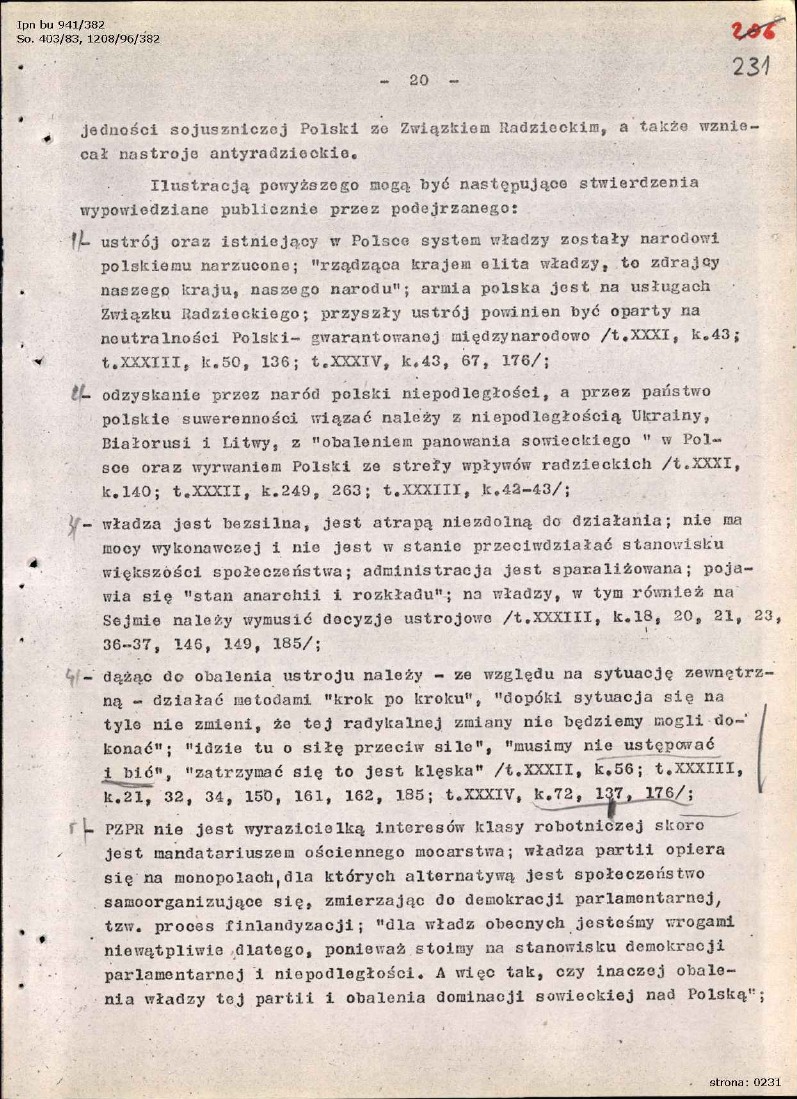 Ipn bu 941/382
So. 403/83, 1208/96/382
206
231
- 20 -
jedności sojuszniczej Polski ze Związkiem Radzieckim, a także wznie-
cał nastroje antyradzieckie.
Ilustracją powyższego mogą być następujące stwierdzenia
wypowiedziane publicznie przez podejrzanego:
1/- ustrój oraz istniejący w Polsce system władzy zostały narodowi
polskiemu narzucone; "rządząca krajem elita władzy, to zdrajcy
naszego kraju, naszego narodu"; armia polska jest na usługach
Związku Radzieckiego; przyszły ustrój powinien być oparty na
neutralności Polski- gwarantowanej międzynarodowo /t.XXXI, k.43;
t.XXXIII, k.50, 136; t.XXXIV, k.43, 67, 176/;
2/- odzyskanie przez naród polski niepodległości, a przez państwo
polskie suwerenności wiązać należy z niepodległością Ukrainy,
Białorusi i Litwy, z "obaleniem panowania sowieckiego " w Pol-
sce oraz wyrwaniem Polski ze strefy wpływów radzieckich /t.XXXI,
k.140; t.XXXII, k.249, 263; t.XXXIII, k.42-43/;
3/- władza jest bezsilna, jest atrapą niezdolną do działania; nie ma
mocy wykonawczej i nie jest w stanie przeciwdziałać stanowisku
większości społeczeństwa; administracja jest sparaliżowana; poja-
wia się "stan anarchii i rozkładu"; na władzy, w tym również na
Sejmie należy wymusić decyzje ustrojowe /t.XXXIII, k.18, 20, 21, 23,
36-37, 146, 149, 185/;
4/- dążąc do obalenia ustroju należy - ze względu na sytuację zewnętrz-
ną - działać metodami "krok po kroku", "dopóki sytuacja się na
tyle nie zmieni, że tej radykalnej zmiany nie będziemy mogli do-
konać"; "idzie tu o siłę przeciw sile", "musimy nie ustępować
i bić", "zatrzymać się to jest klęska" /t.XXXII, k.56; t.XXXIII,
k.21, 32, 34, 150, 161, 162, 185; t.XXXIV, k.72, 137, 176/;
5/- PZPR nie jest wyrazicielką interesów klasy robotniczej skoro
jest mandatariuszem ościennego mocarstwa; władza partii opiera
się na monopolach, dla których alternatywą jest społeczeństwo
samoorganizujące się, zmierzając do demokracji parlamentarnej,
tzw. proces finlandyzacji; "dla władz obecnych jesteśmy wrogami
niewątpliwie dlatego, ponieważ stoimy na stanowisku demokracji
parlamentarnej i niepodległości. A więc tak, czy inaczej obale-
nia władzy tej partii i obalenia dominacji sowieckiej nad Polską";
strona: 0231